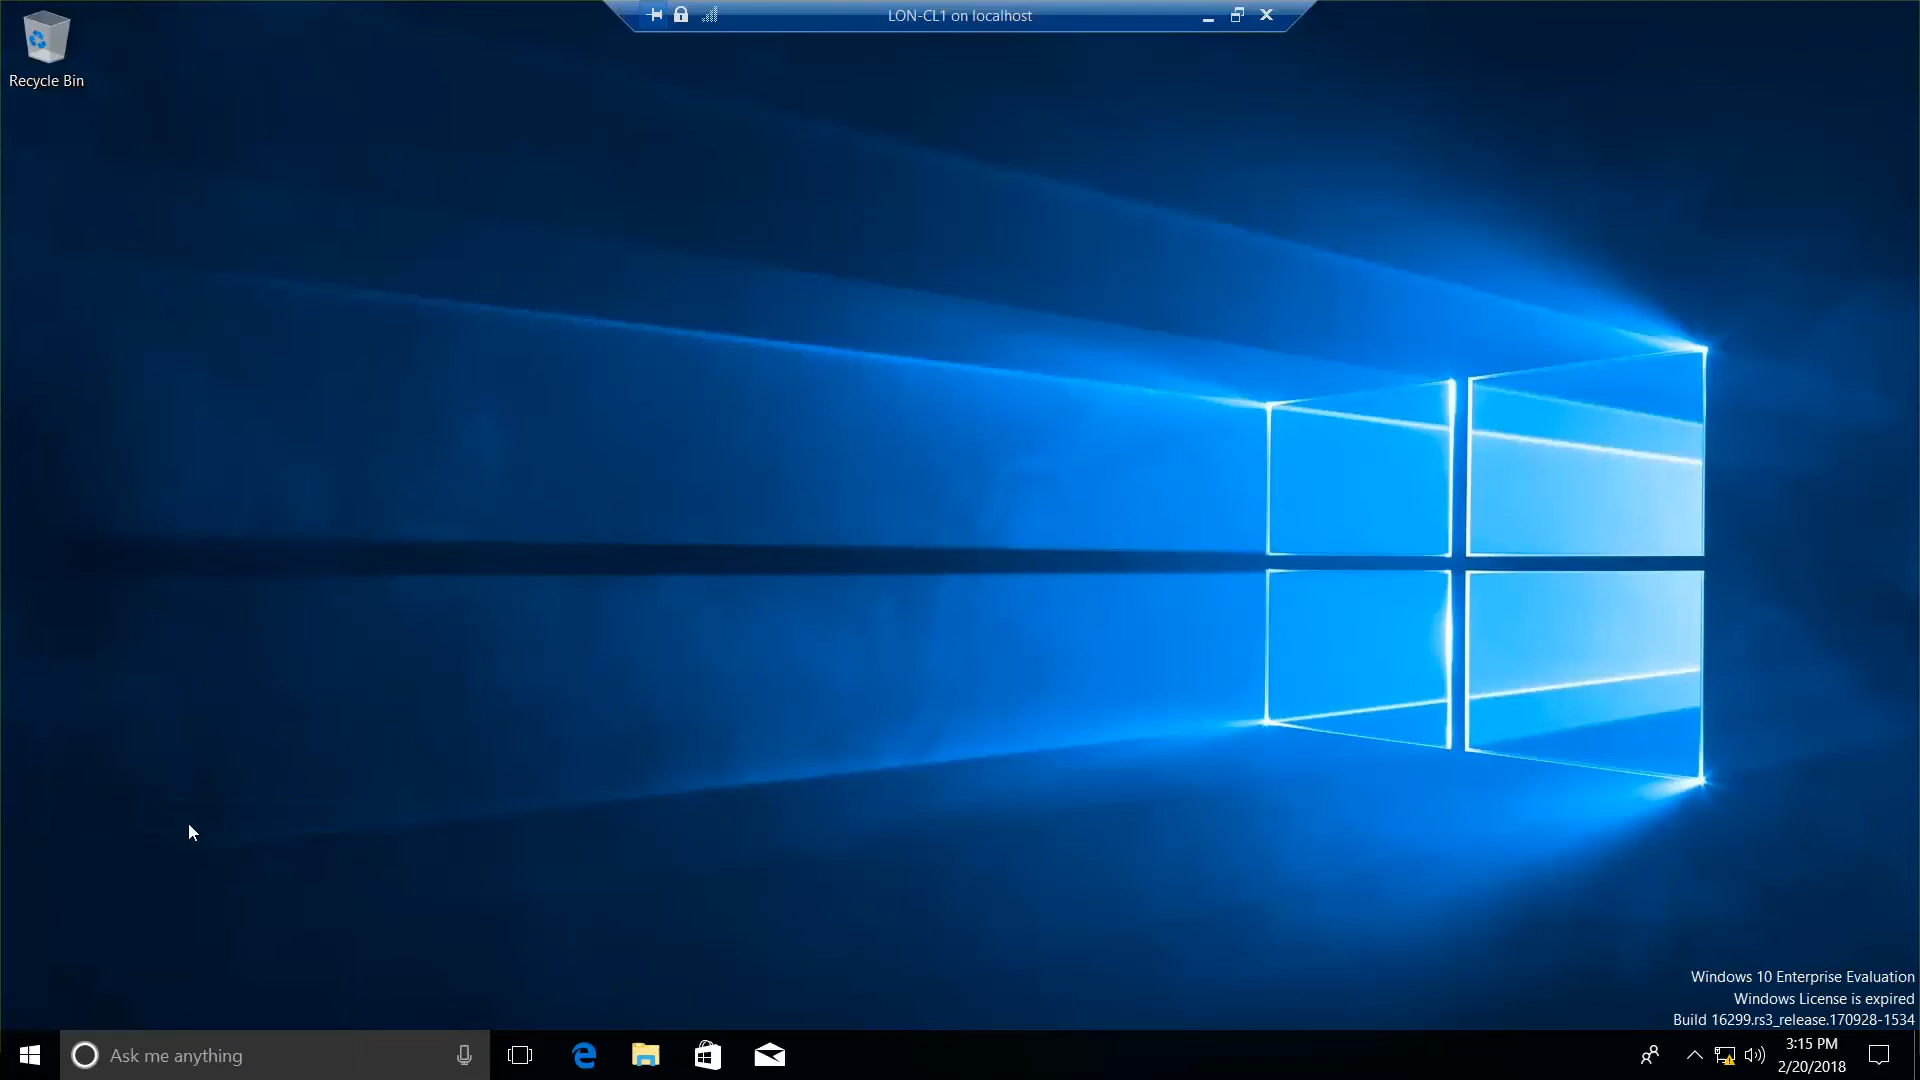 LON-CL1 on localhost
Recycle Bin
Windows 10 Enterprise Evaluation
Windows License is expired
Build 16299.rs3_release.170928-1534
Ask me anything
3:15 PM
2/20/2018